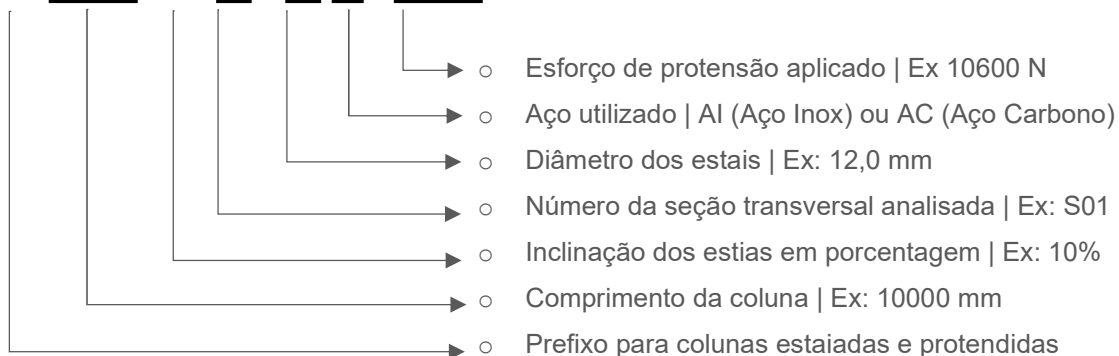 ○ Esforço de protensão aplicado | Ex 10600 N
○ Aço utilizado | AI (Aço Inox) ou AC (Aço Carbono)
○ Diâmetro dos estais | Ex: 12,0 mm
○ Número da seção transversal analisada | Ex: S01
○ Inclinação dos estias em porcentagem | Ex: 10%
○ Comprimento da coluna | Ex: 10000 mm
○ Prefixo para colunas estaiadas e protendidas